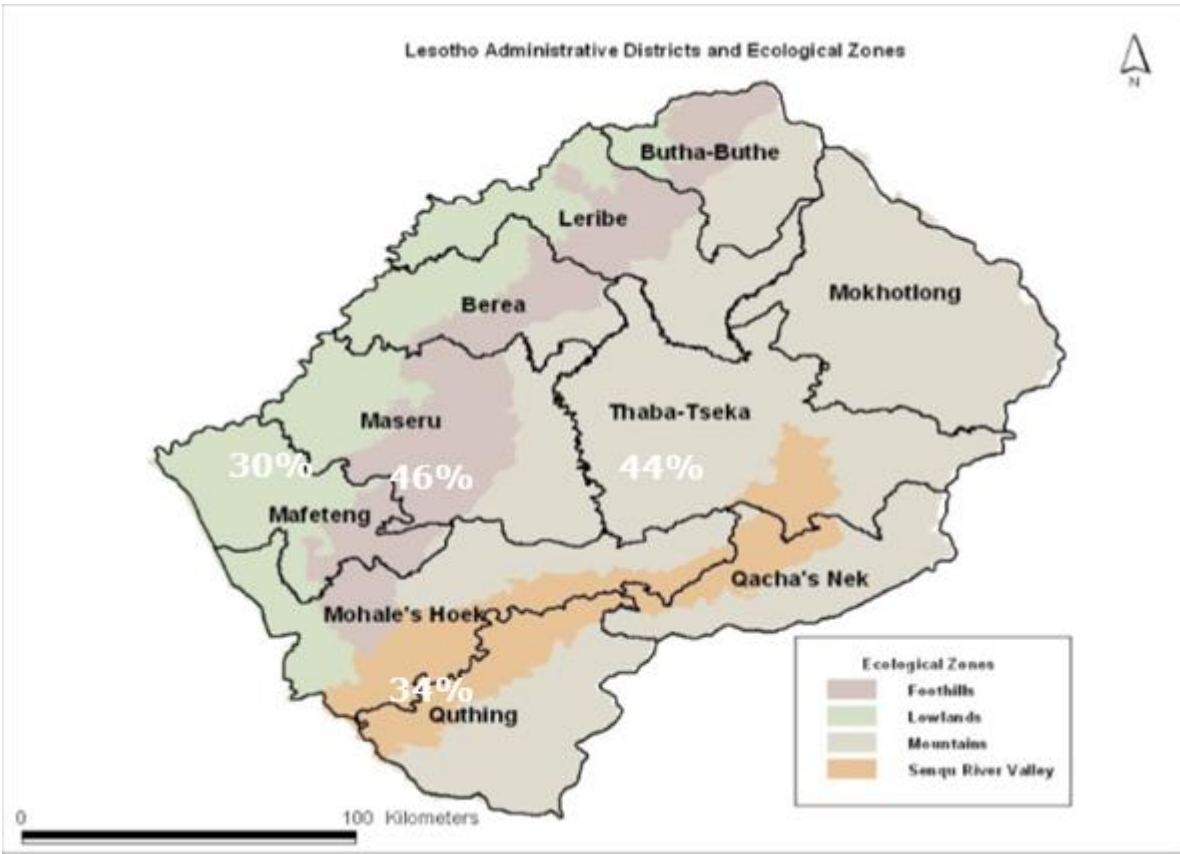 Lesotho Administrative Districts and Ecological Zones
N
Butha-Buthe
Leribe
Mokhotlong
Berea
Thaba-Tseka
Maseru
30%
46%
44%
Mafeteng
Qacha's Nek
Mohale's Hoek
34%
Quthing
Ecological Zones
Foothills
Lowlands
Mountains
Senqu River Valley
0 100 Kilometers